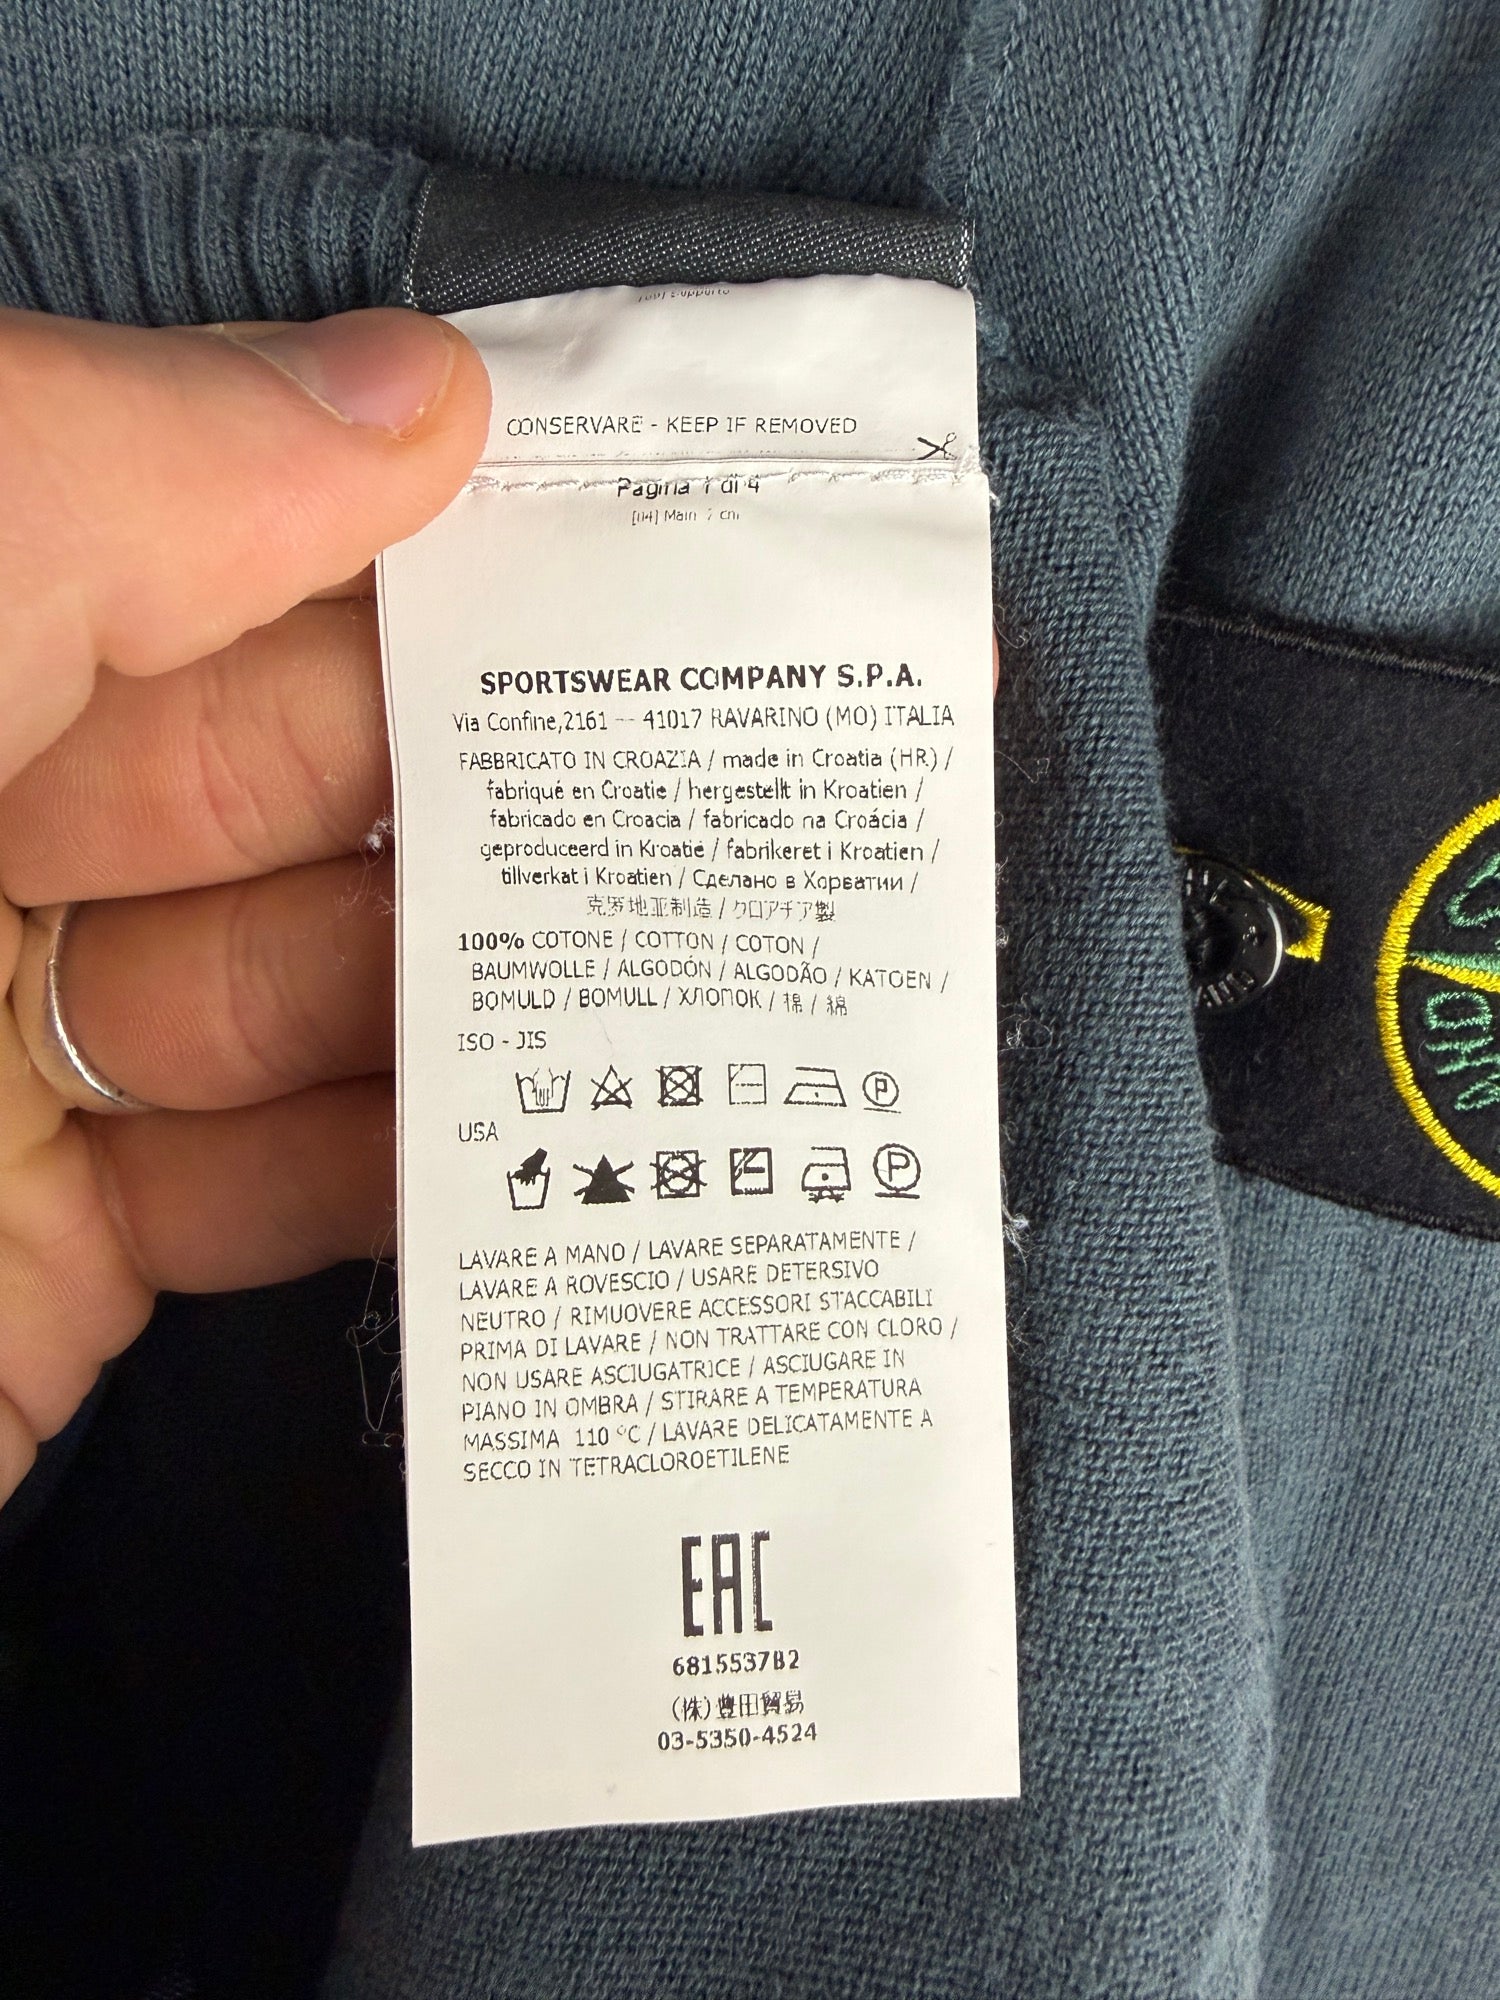 CONSERVARE - KEEP IF REMOVED
Pagina 1 di 4
SPORTSWEAR COMPANY S.P.A.
Via Confine,2161 -- 41017 RAVARINO (MO) ITALIA
FABBRICATO IN CROAZIA / made in Croatia (HR) /
fabriqué en Croatie / hergestellt in Kroatien /
fabricado en Croacia / fabricado na Croácia /
geproduceerd in Kroatië / fabrikeret i Kroatien /
tillverkat i Kroatien / Сделано в Хорватии /
克罗地亚制造 / クロアチア製
100% COTONE / COTTON / COTON /
BAUMWOLLE / ALGODÓN / ALGODÃO / KATOEN /
BOMULD / BOMULL / ХЛОПОК / 棉 / 綿
ISO - JIS
P
USA
P
LAVARE A MANO / LAVARE SEPARATAMENTE /
LAVARE A ROVESCIO / USARE DETERSIVO
NEUTRO / RIMUOVERE ACCESSORI STACCABILI
PRIMA DI LAVARE / NON TRATTARE CON CLORO /
NON USARE ASCIUGATRICE / ASCIUGARE IN
PIANO IN OMBRA / STIRARE A TEMPERATURA
MASSIMA 110 °C / LAVARE DELICATAMENTE A
SECCO IN TETRACLOROETILENE
EAC
6815537B2
(株)豊田貿易
03-5350-4524